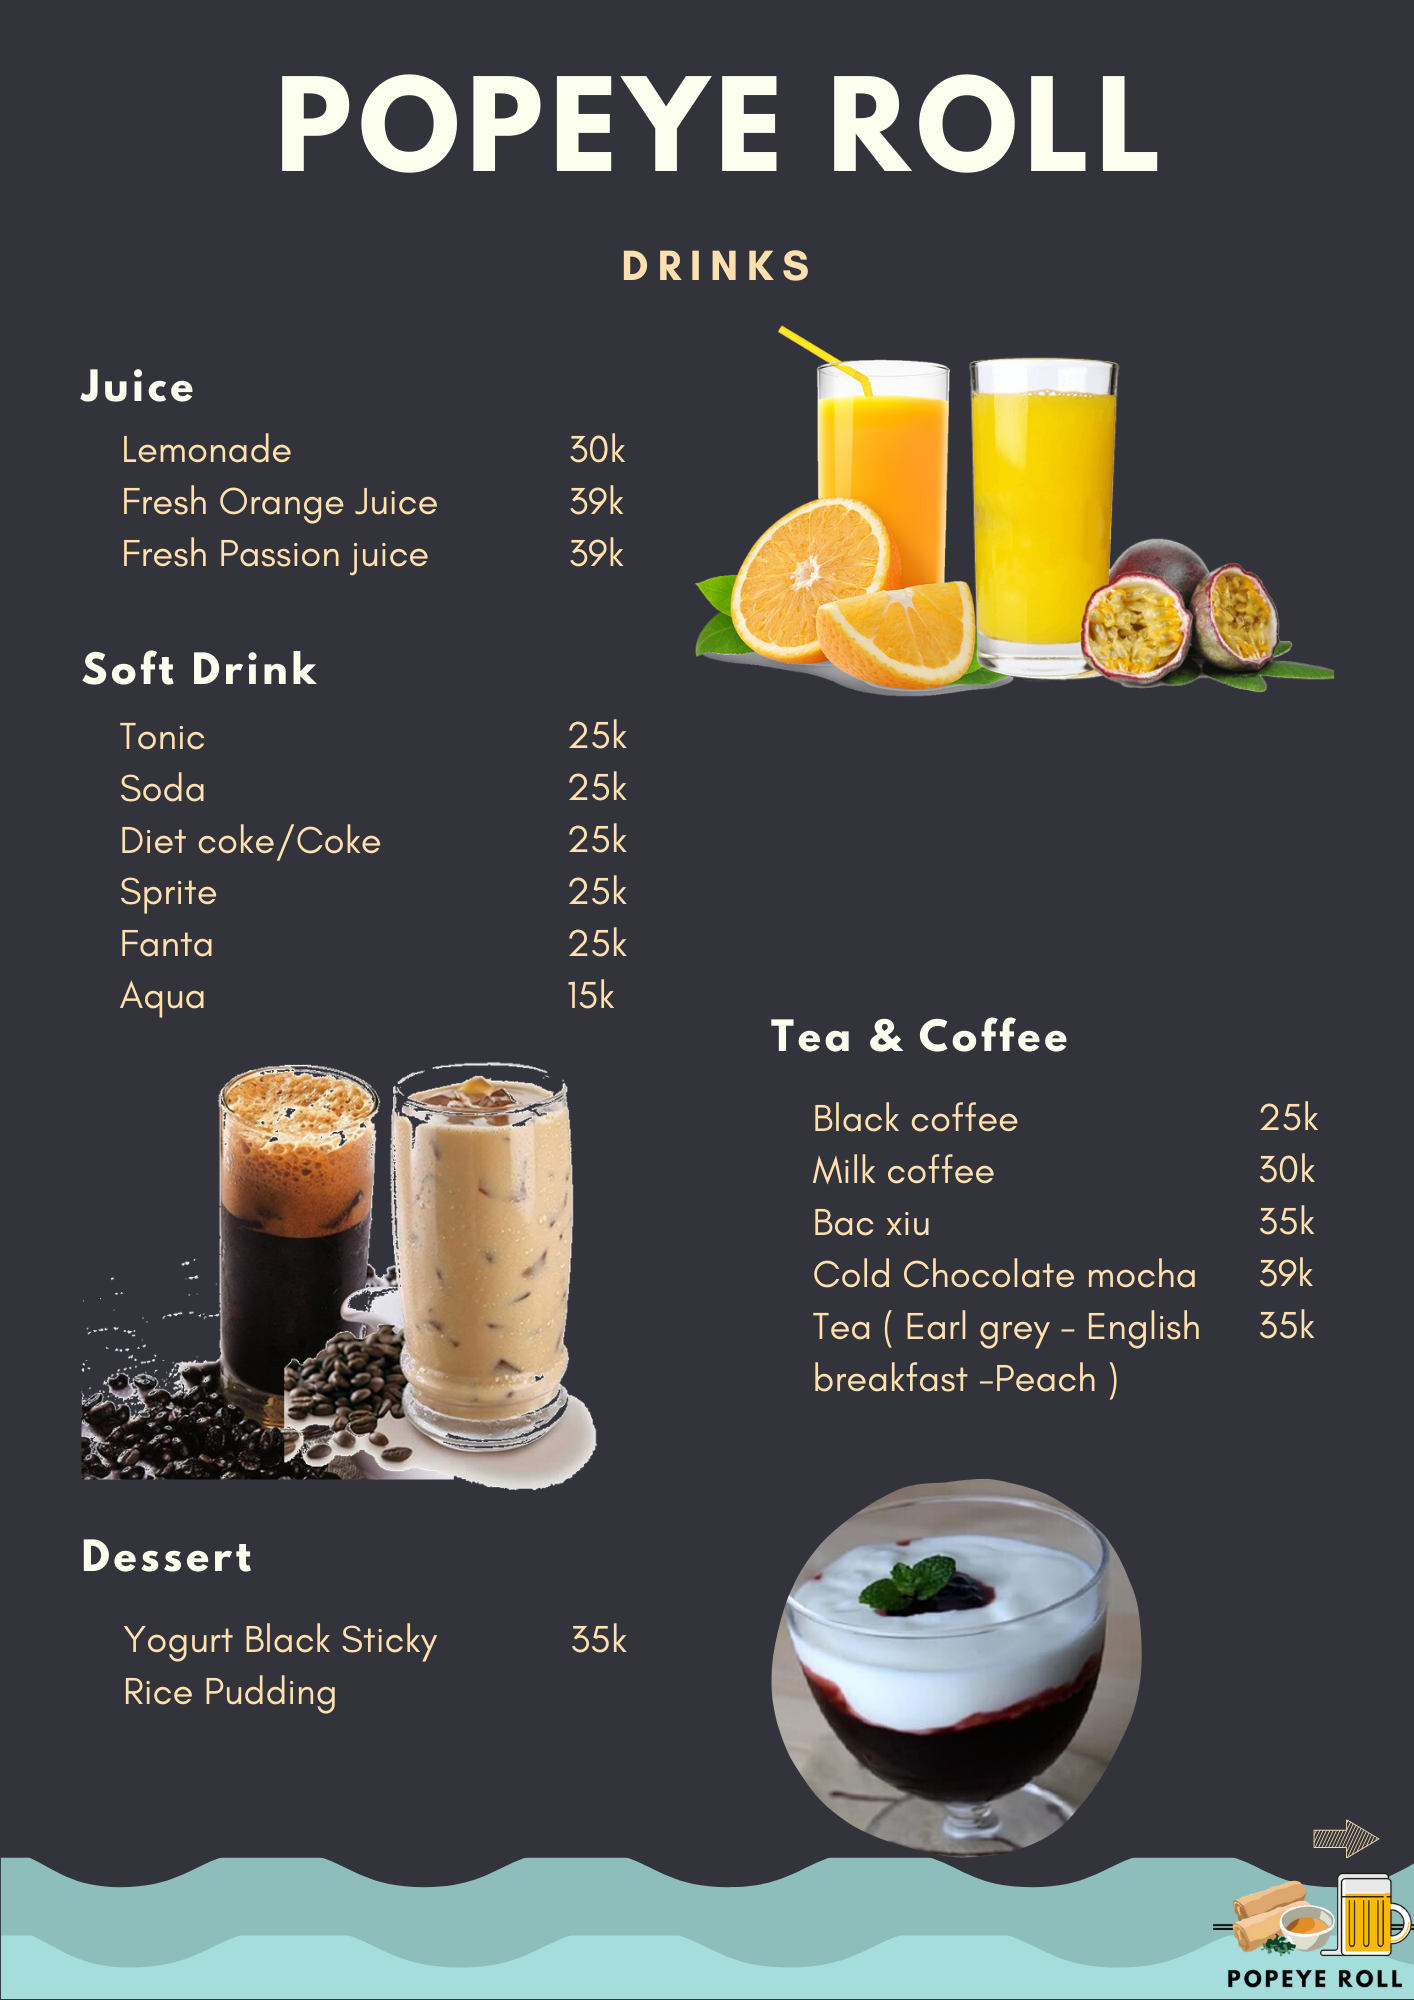 POPEYE ROLL
DRINKS
Juice
Lemonade 30k
Fresh Orange Juice 39k
Fresh Passion juice 39k
Soft Drink
Tonic 25k
Soda 25k
Diet coke/Coke 25k
Sprite 25k
Fanta 25k
Aqua 15k
Tea & Coffee
Black coffee 25k
Milk coffee 30k
Bac xiu 35k
Cold Chocolate mocha 39k
Tea ( Earl grey - English 35k
breakfast -Peach )
Dessert
Yogurt Black Sticky 35k
Rice Pudding
POPEYE ROLL